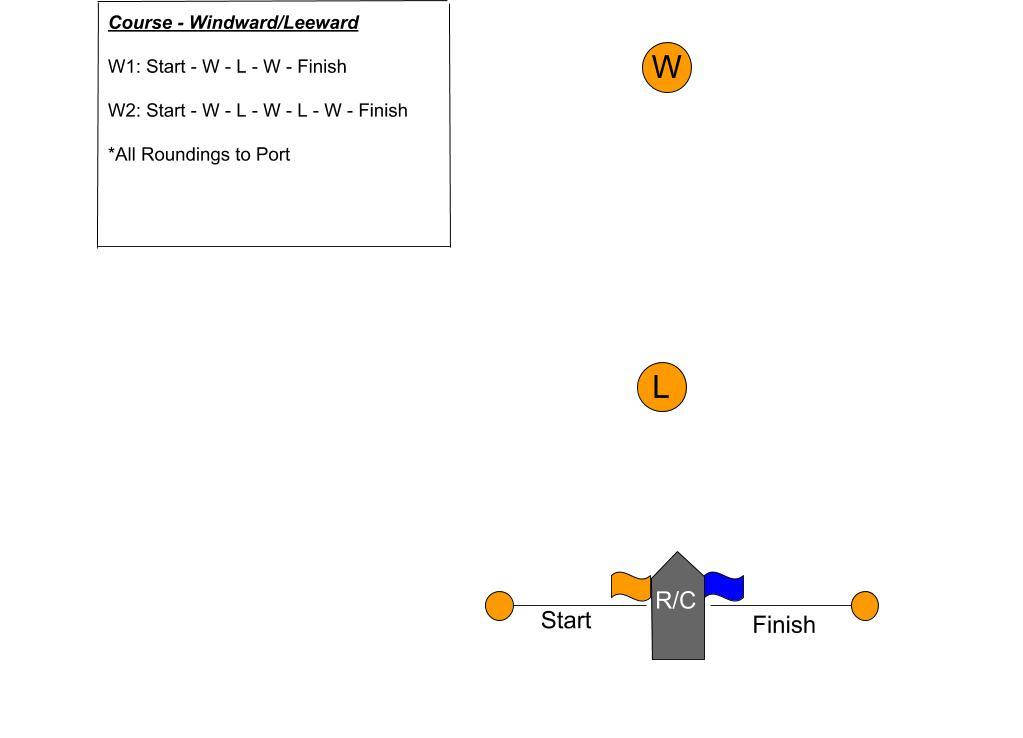 Course - Windward/Leeward
W1: Start - W - L - W - Finish
W2: Start - W - L - W - L - W - Finish
*All Roundings to Port
W
L
R/C
Start
Finish